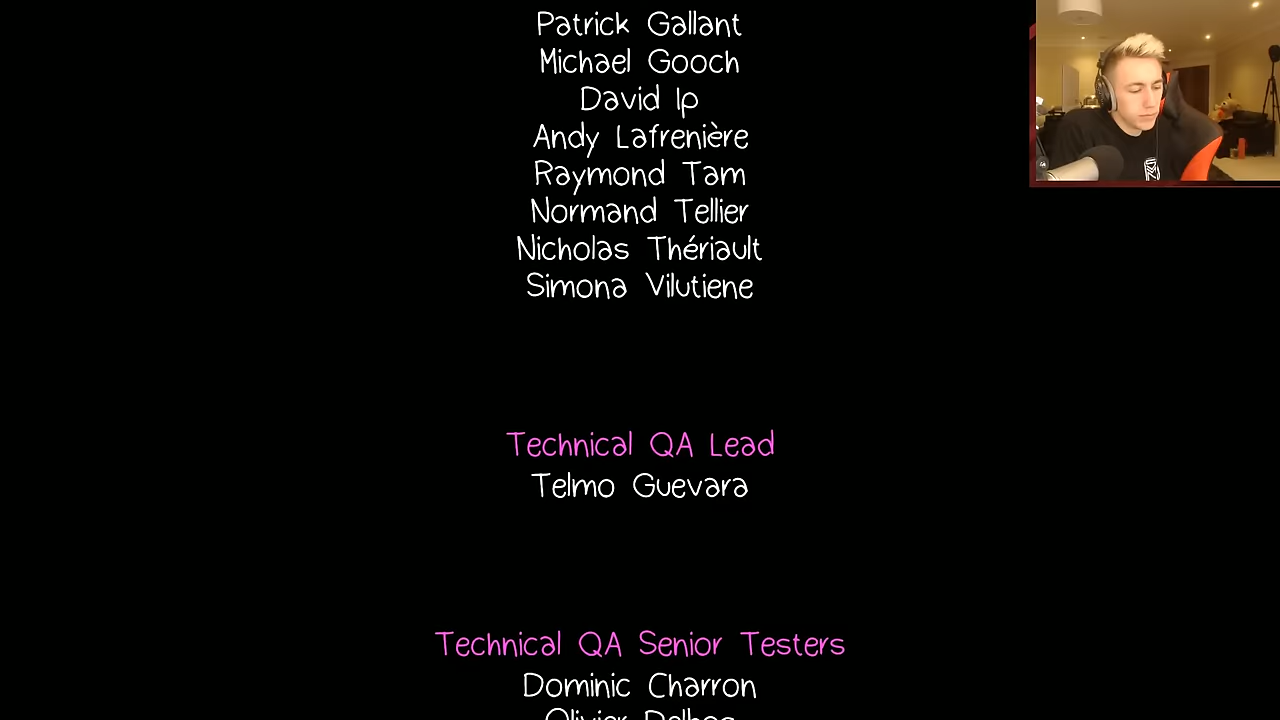 Patrick Gallant
Michael Gooch
David Ip
Andy Lafrenière
Raymond Tam
Normand Tellier
Nicholas Thériault
Simona Vilutiene
Technical QA Lead
Telmo Guevara
Technical QA Senior Testers
Dominic Charron
Olivier